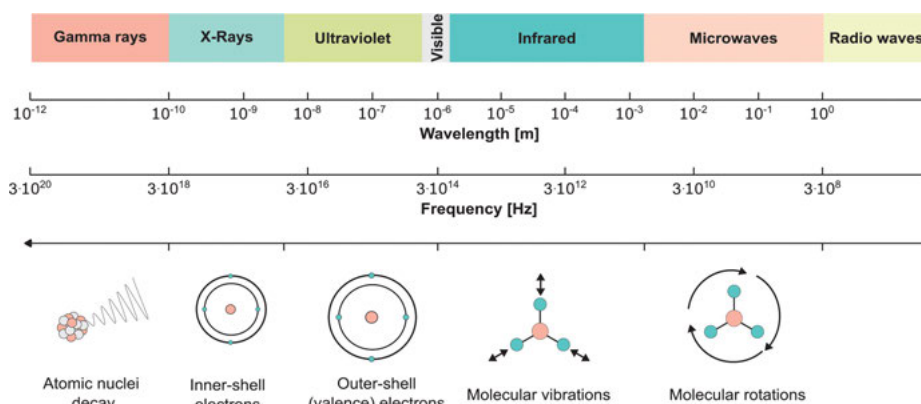 Gamma rays X-Rays Ultraviolet Visible Infrared Microwaves Radio waves
10⁻¹² 10⁻¹⁰ 10⁻⁹ 10⁻⁸ 10⁻⁷ 10⁻⁶ 10⁻⁵ 10⁻⁴ 10⁻³ 10⁻² 10⁻¹ 10⁰
Wavelength [m]
3·10²⁰ 3·10¹⁸ 3·10¹⁶ 3·10¹⁴ 3·10¹² 3·10¹⁰ 3·10⁸
Frequency [Hz]
Atomic nuclei
decay
Inner-shell
electrons
Outer-shell
(valence) electrons
Molecular vibrations
Molecular rotations